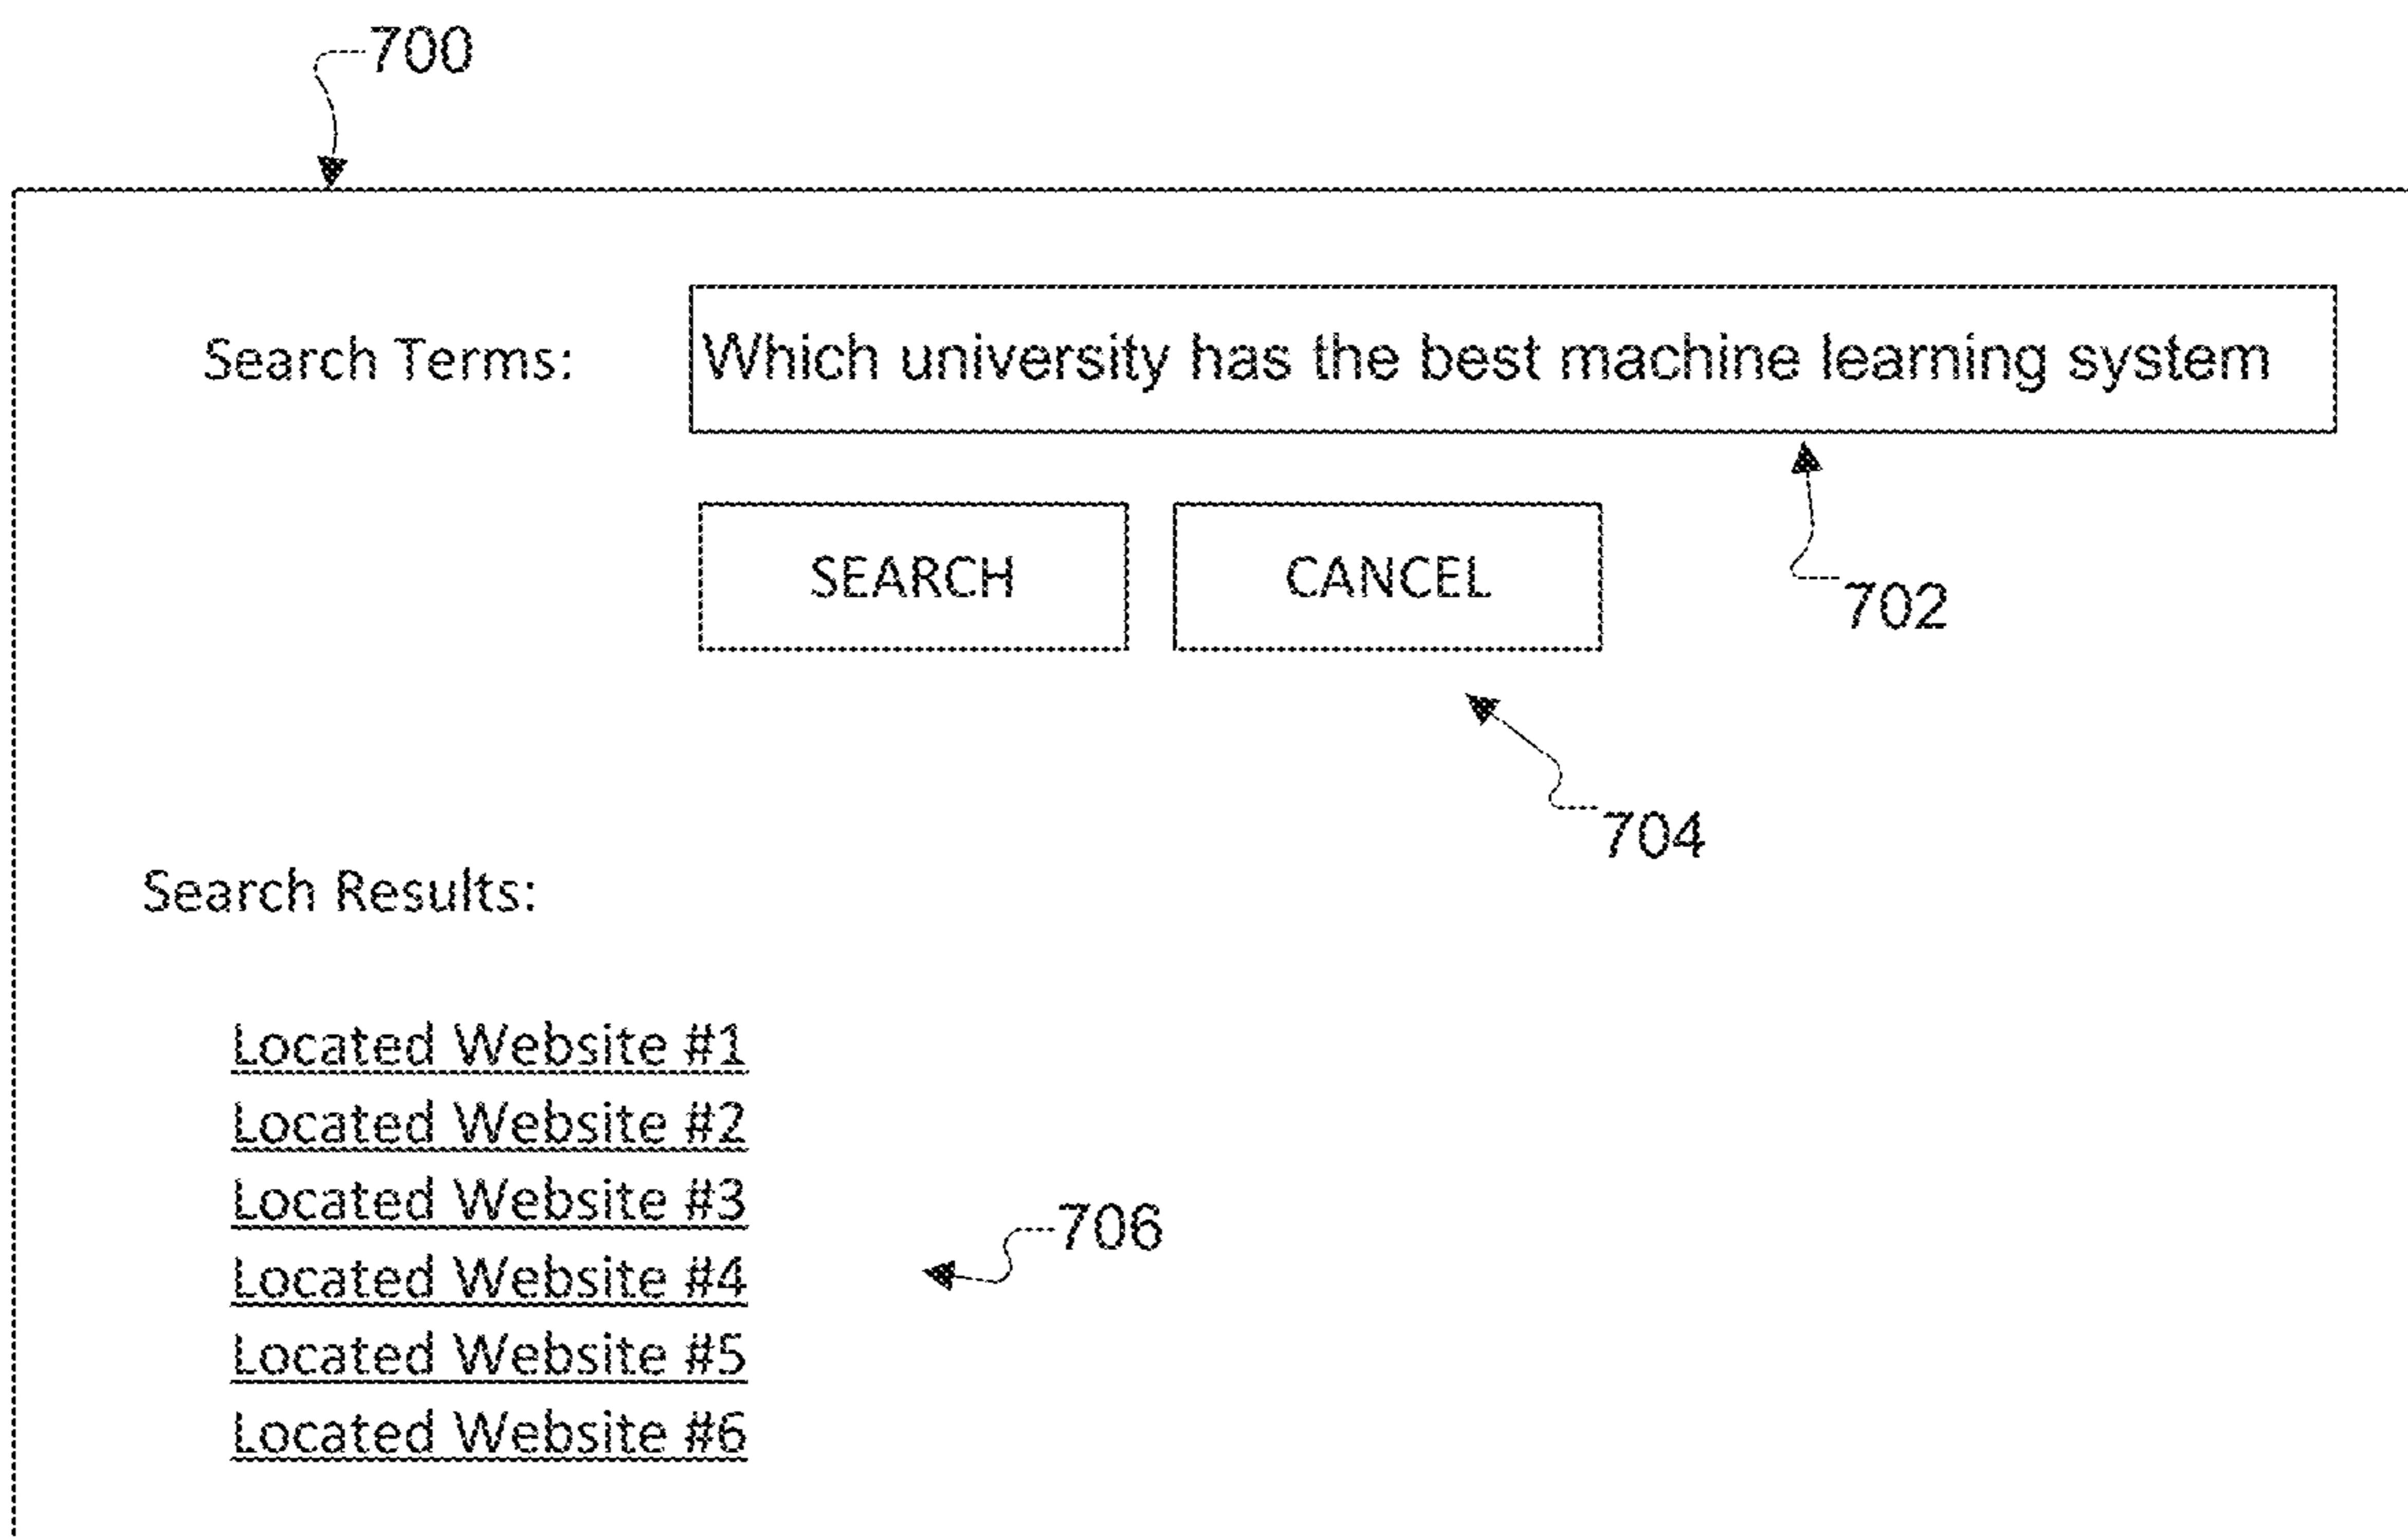 700
Search Terms: Which university has the best machine learning system
SEARCH CANCEL
702
704
Search Results:
Located Website #1
Located Website #2
Located Website #3
706
Located Website #4
Located Website #5
Located Website #6